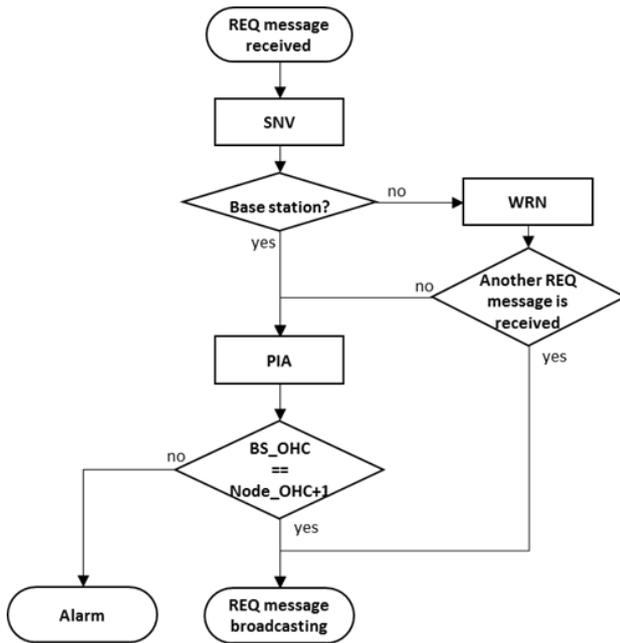 REQ message
received
SNV
Base station?
no
WRN
yes
Another REQ
message is
received
no
yes
PIA
BS_OHC
==
Node_OHC+1
no
yes
Alarm
REQ message
broadcasting